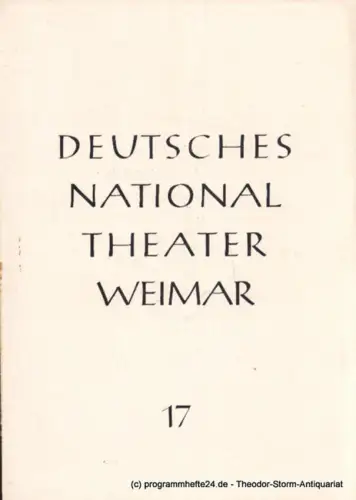 DEUTSCHES
NATIONAL
THEATER
WEIMAR
17
(c) programmhefte24.de - Theodor-Storm-Antiquariat